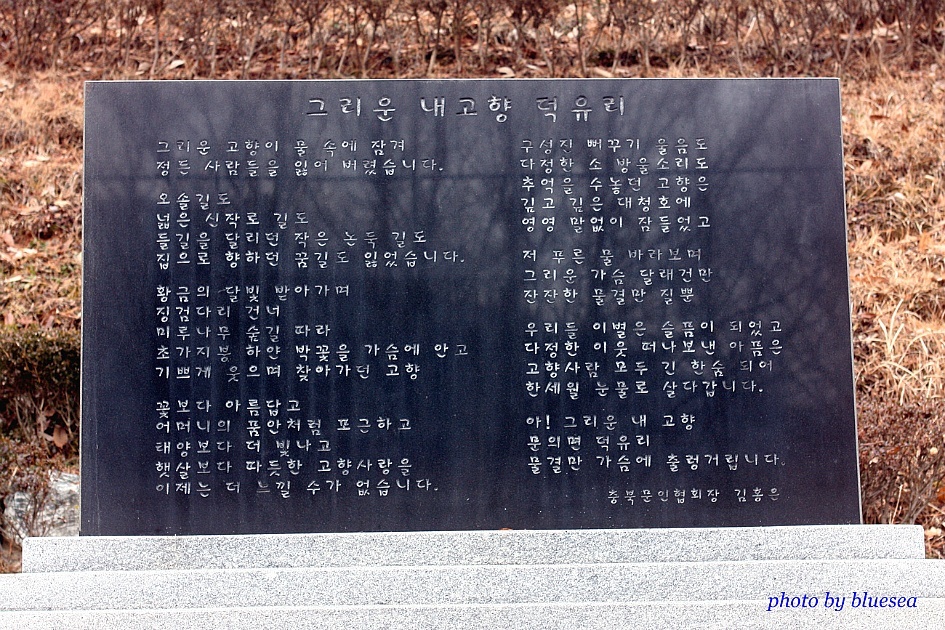 그리운 내고향 덕유리
그리운 고향이 물 속에 잠겨
정든 사람들을 잃어 버렸습니다.
오솔길도
넓은 신작로 길도
들길을 달리던 작은 논둑 길도
집으로 향하던 꿈길도 잃었습니다.
황금의 달빛 받아가며
징검다리 건너
미루나무 숲길 따라
초가지붕 하얀 박꽃을 가슴에 안고
기쁘게 웃으며 찾아가던 고향
꽃보다 아름답고
어머니의 품안처럼 포근하고
태양보다 더 빛나고
햇살보다 따듯한 고향사랑을
이제는 더 느낄 수가 없습니다.
구성진 뻐꾸기 울음도
다정한 소 방울소리도
추억을 수놓던 고향은
깊고 깊은 대청호에
영영 말없이 잠들었고
저 푸른 물 바라보며
그리운 가슴 달래건만
잔잔한 물결만 질뿐
우리들 이별은 슬픔이 되었고
다정한 이웃 떠나보낸 아픔은
고향사람 모두 긴 한숨 되어
한세월 눈물로 살다갑니다.
아! 그리운 내 고향
문의면 덕유리
물결만 가슴에 출렁거립니다.
충북문인협회장 김홍은
photo by bluesea